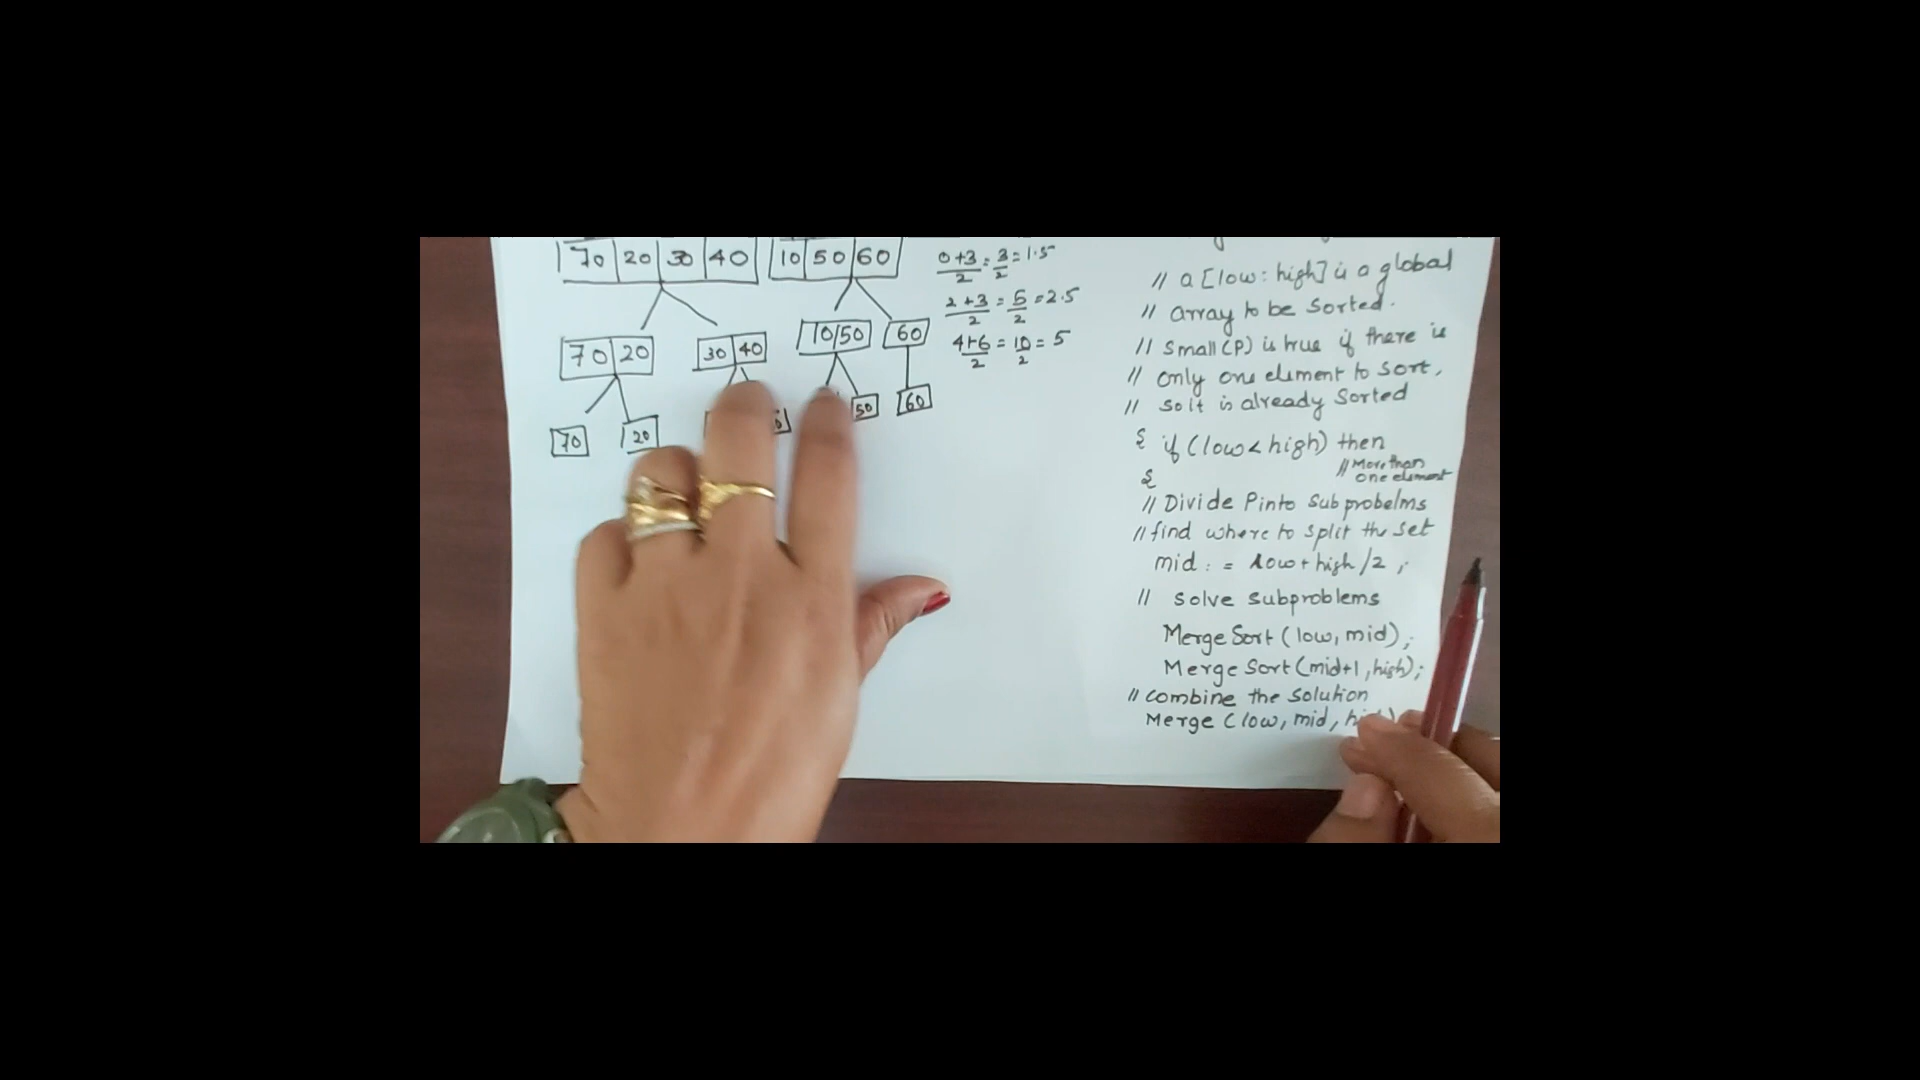 70 20 30 40 10 50 60
0+3/2 = 3/2 = 1.5
2+3/2 = 5/2 = 2.5
4+6/2 = 10/2 = 5
70 20 30 40 10 50 60
70 20 50 60
// a [low : high] is a global
// array to be sorted.
// small (P) is true if there is
// only one element to sort,
// so it is already sorted
{ if (low < high) then
// More than
one element
{
// Divide P into sub probelms
// find where to split the set
mid : = low + high /2 ;
// solve subproblems
Merge Sort (low, mid) ;
Merge Sort (mid+1, high);
// combine the solution
Merge (low, mid,